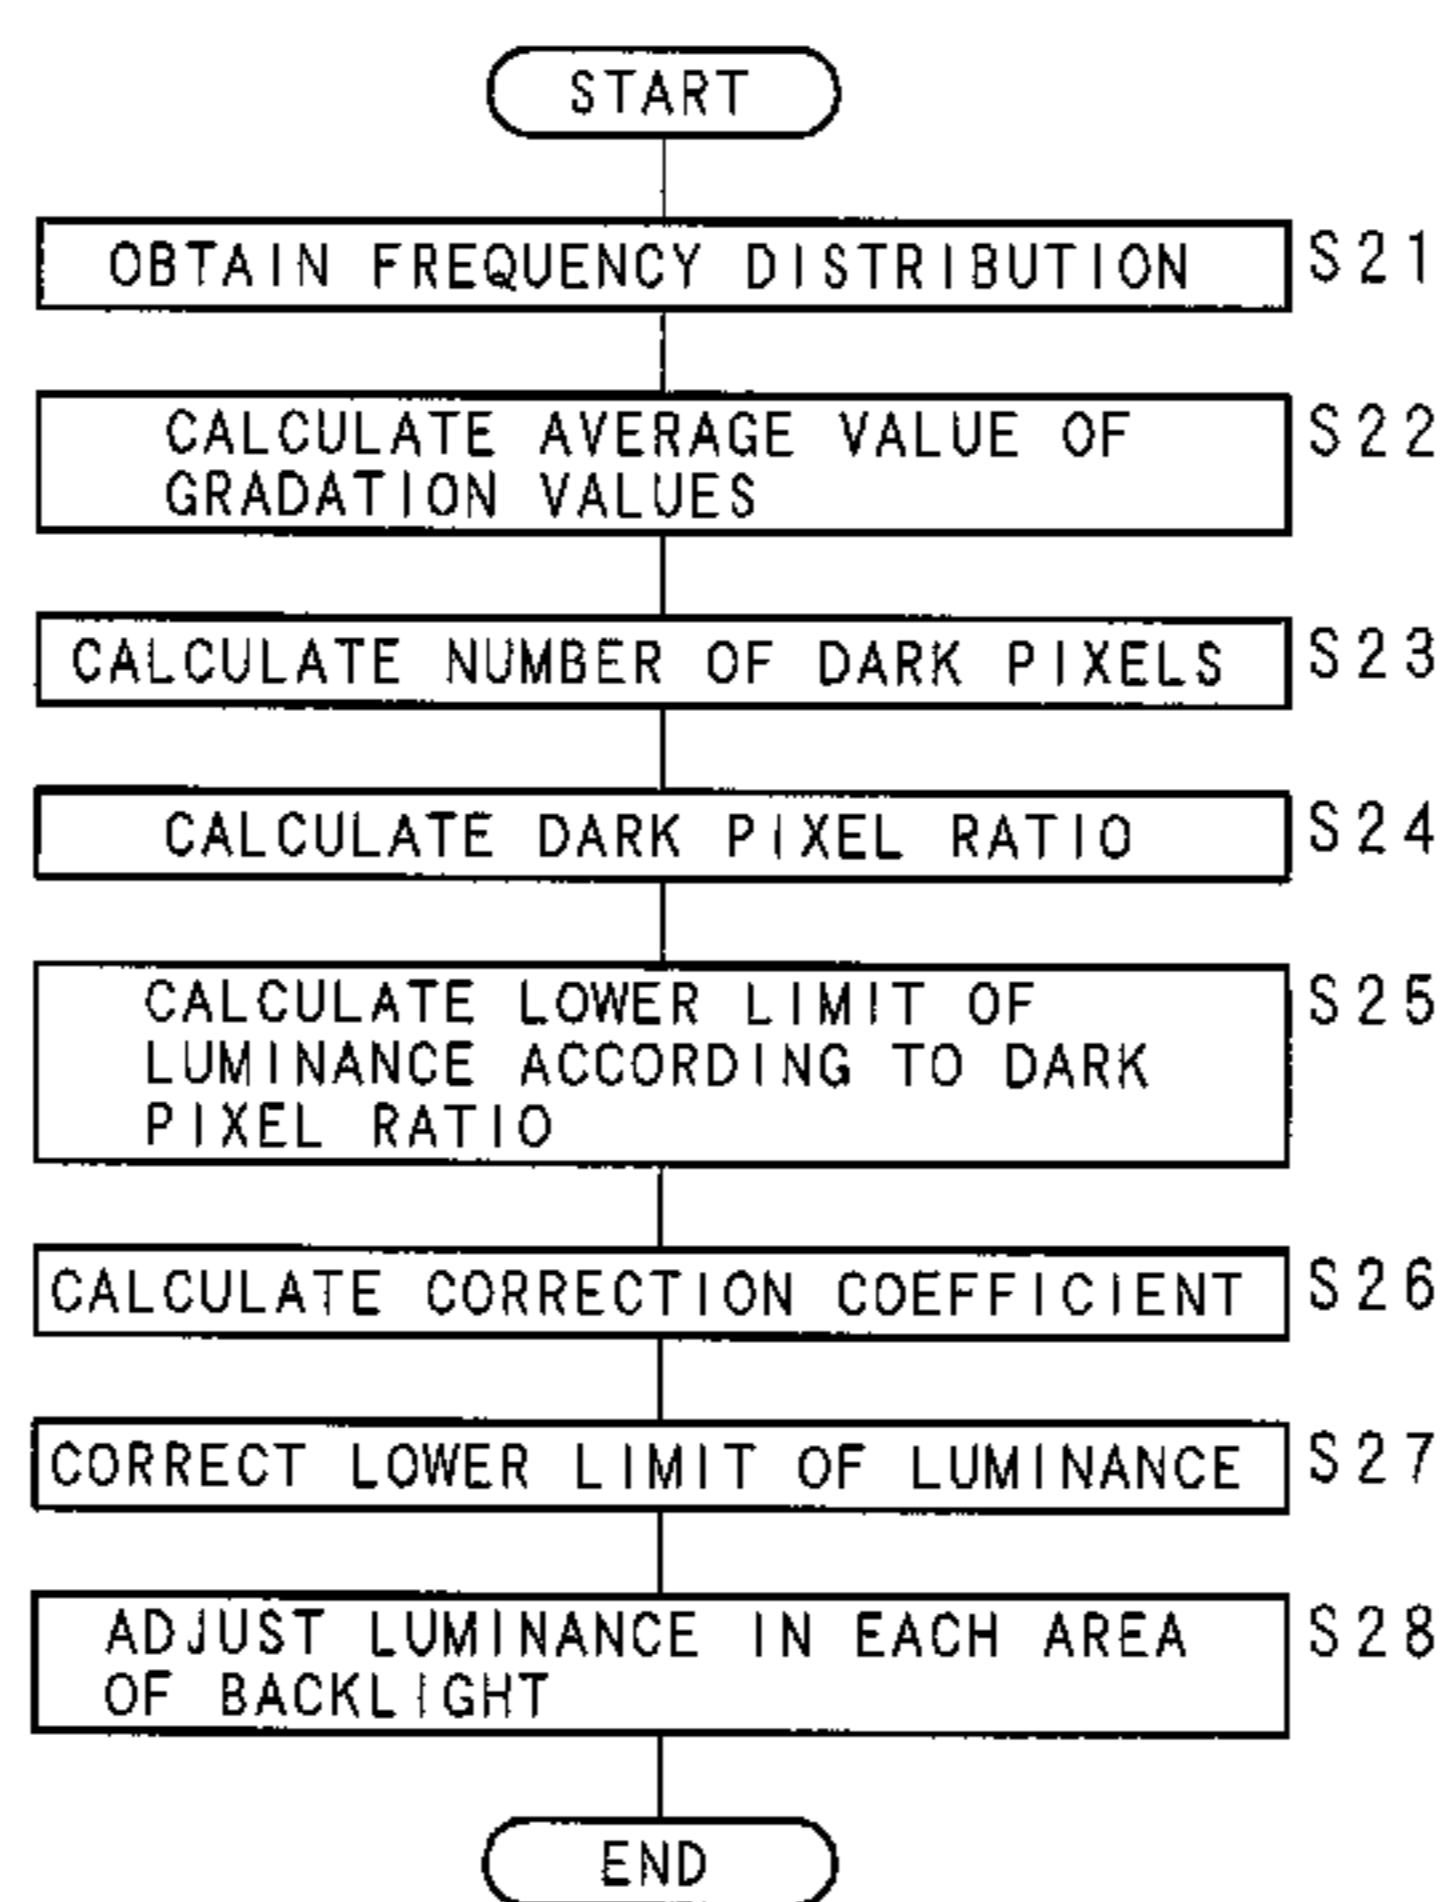 START
OBTAIN FREQUENCY DISTRIBUTION S21
CALCULATE AVERAGE VALUE OF S22
GRADATION VALUES
CALCULATE NUMBER OF DARK PIXELS S23
CALCULATE DARK PIXEL RATIO S24
CALCULATE LOWER LIMIT OF S25
LUMINANCE ACCORDING TO DARK
PIXEL RATIO
CALCULATE CORRECTION COEFFICIENT S26
CORRECT LOWER LIMIT OF LUMINANCE S27
ADJUST LUMINANCE IN EACH AREA S28
OF BACKLIGHT
END